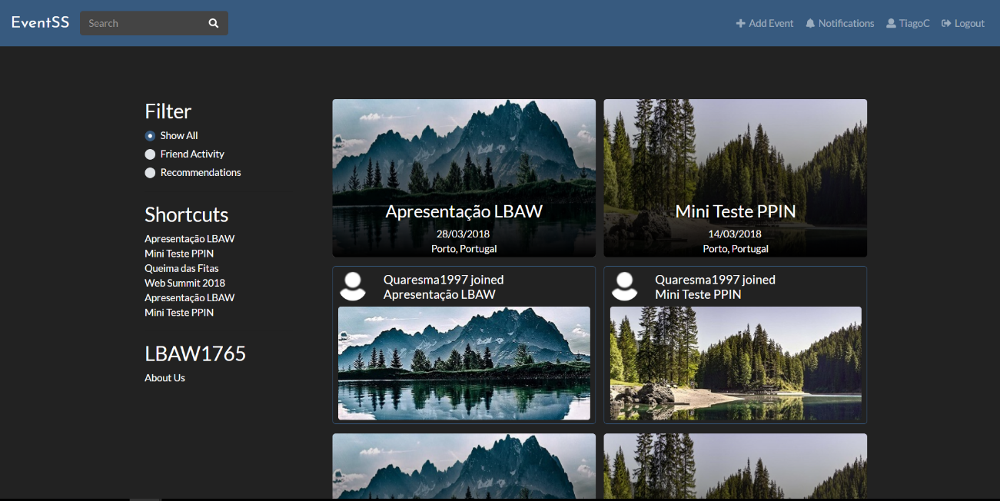 EventSS
Search
Add Event
Notifications
TiagoC
Logout
Filter
Show All
Friend Activity
Recommendations
Shortcuts
Apresentação LBAW
Mini Teste PPIN
Queima das Fitas
Web Summit 2018
Apresentação LBAW
Mini Teste PPIN
LBAW1765
About Us
Apresentação LBAW
28/03/2018
Porto, Portugal
Mini Teste PPIN
14/03/2018
Porto, Portugal
Quaresma1997 joined
Apresentação LBAW
Quaresma1997 joined
Mini Teste PPIN